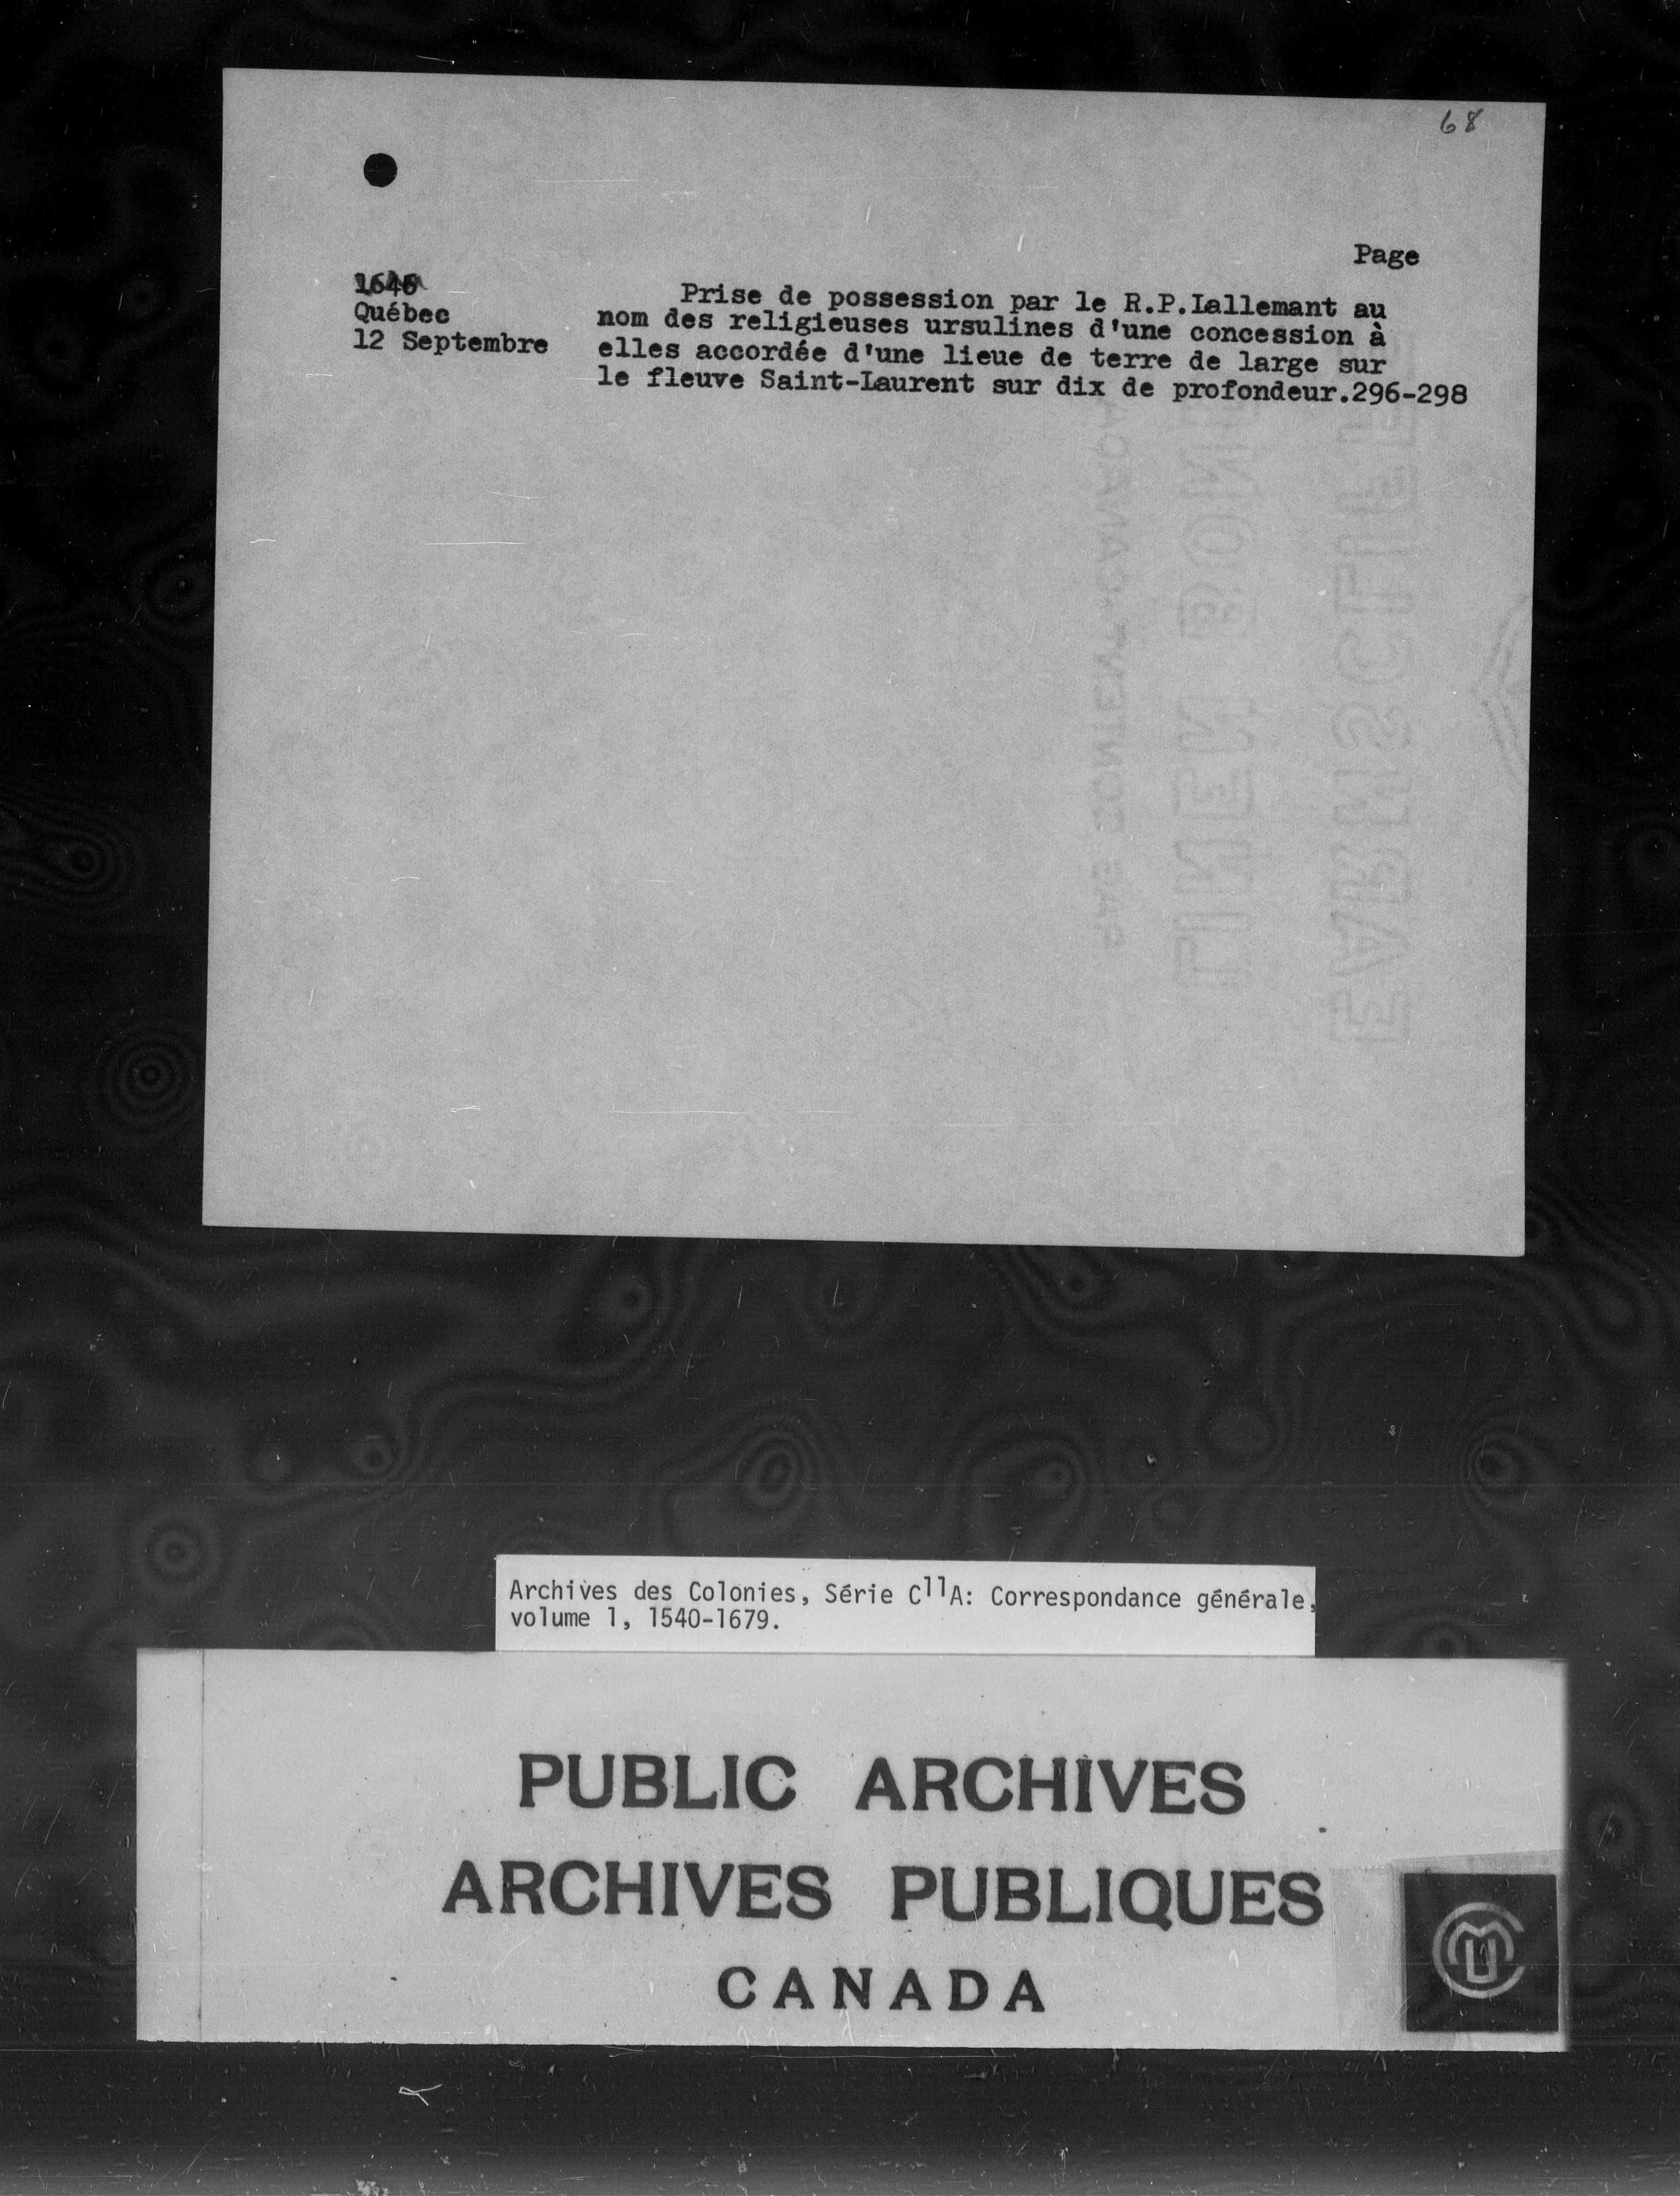 68
Page
1646
Québec
12 Septembre
Prise de possession par le R.P.Lallemant au
nom des religieuses ursulines d'une concession à
elles accordée d'une lieue de terre de large sur
le fleuve Saint-Laurent sur dix de profondeur.296-298
Archives des Colonies, Série C11A: Correspondance générale,
volume 1, 1540-1679.
PUBLIC ARCHIVES
ARCHIVES PUBLIQUES
CANADA